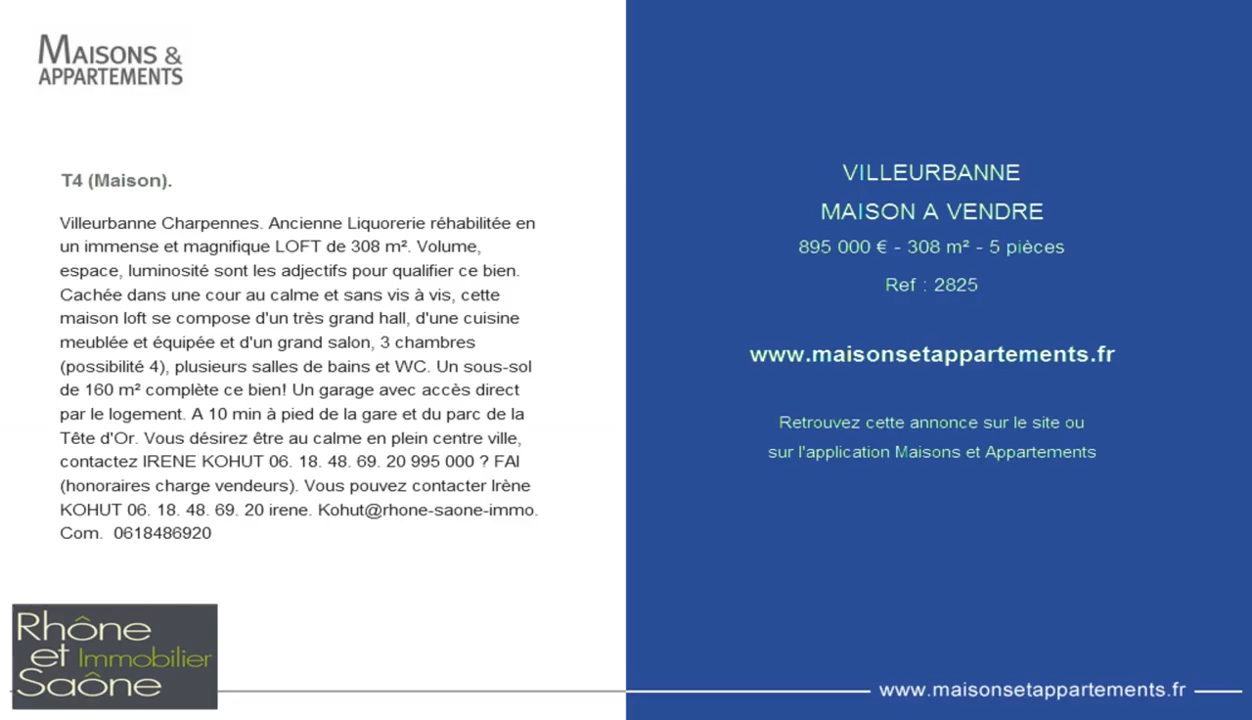 MAISONS &
APPARTEMENTS
T4 (Maison).
Villeurbanne Charpennes. Ancienne Liquorerie réhabilitée en
un immense et magnifique LOFT de 308 m². Volume,
espace, luminosité sont les adjectifs pour qualifier ce bien.
Cachée dans une cour au calme et sans vis à vis, cette
maison loft se compose d'un très grand hall, d'une cuisine
meublée et équipée et d'un grand salon, 3 chambres
(possibilité 4), plusieurs salles de bains et WC. Un sous-sol
de 160 m² complète ce bien! Un garage avec accès direct
par le logement. A 10 min à pied de la gare et du parc de la
Tête d'Or. Vous désirez être au calme en plein centre ville,
contactez IRENE KOHUT 06. 18. 48. 69. 20 995 000 ? FAI
(honoraires charge vendeurs). Vous pouvez contacter Irène
KOHUT 06. 18. 48. 69. 20 irene. Kohut@rhone-saone-immo.
Com.  0618486920
Rhône
et Immobilier
Saône
VILLEURBANNE
MAISON A VENDRE
895 000 € - 308 m² - 5 pièces
Ref : 2825
www.maisonsetappartements.fr
Retrouvez cette annonce sur le site ou
sur l'application Maisons et Appartements
www.maisonsetappartements.fr